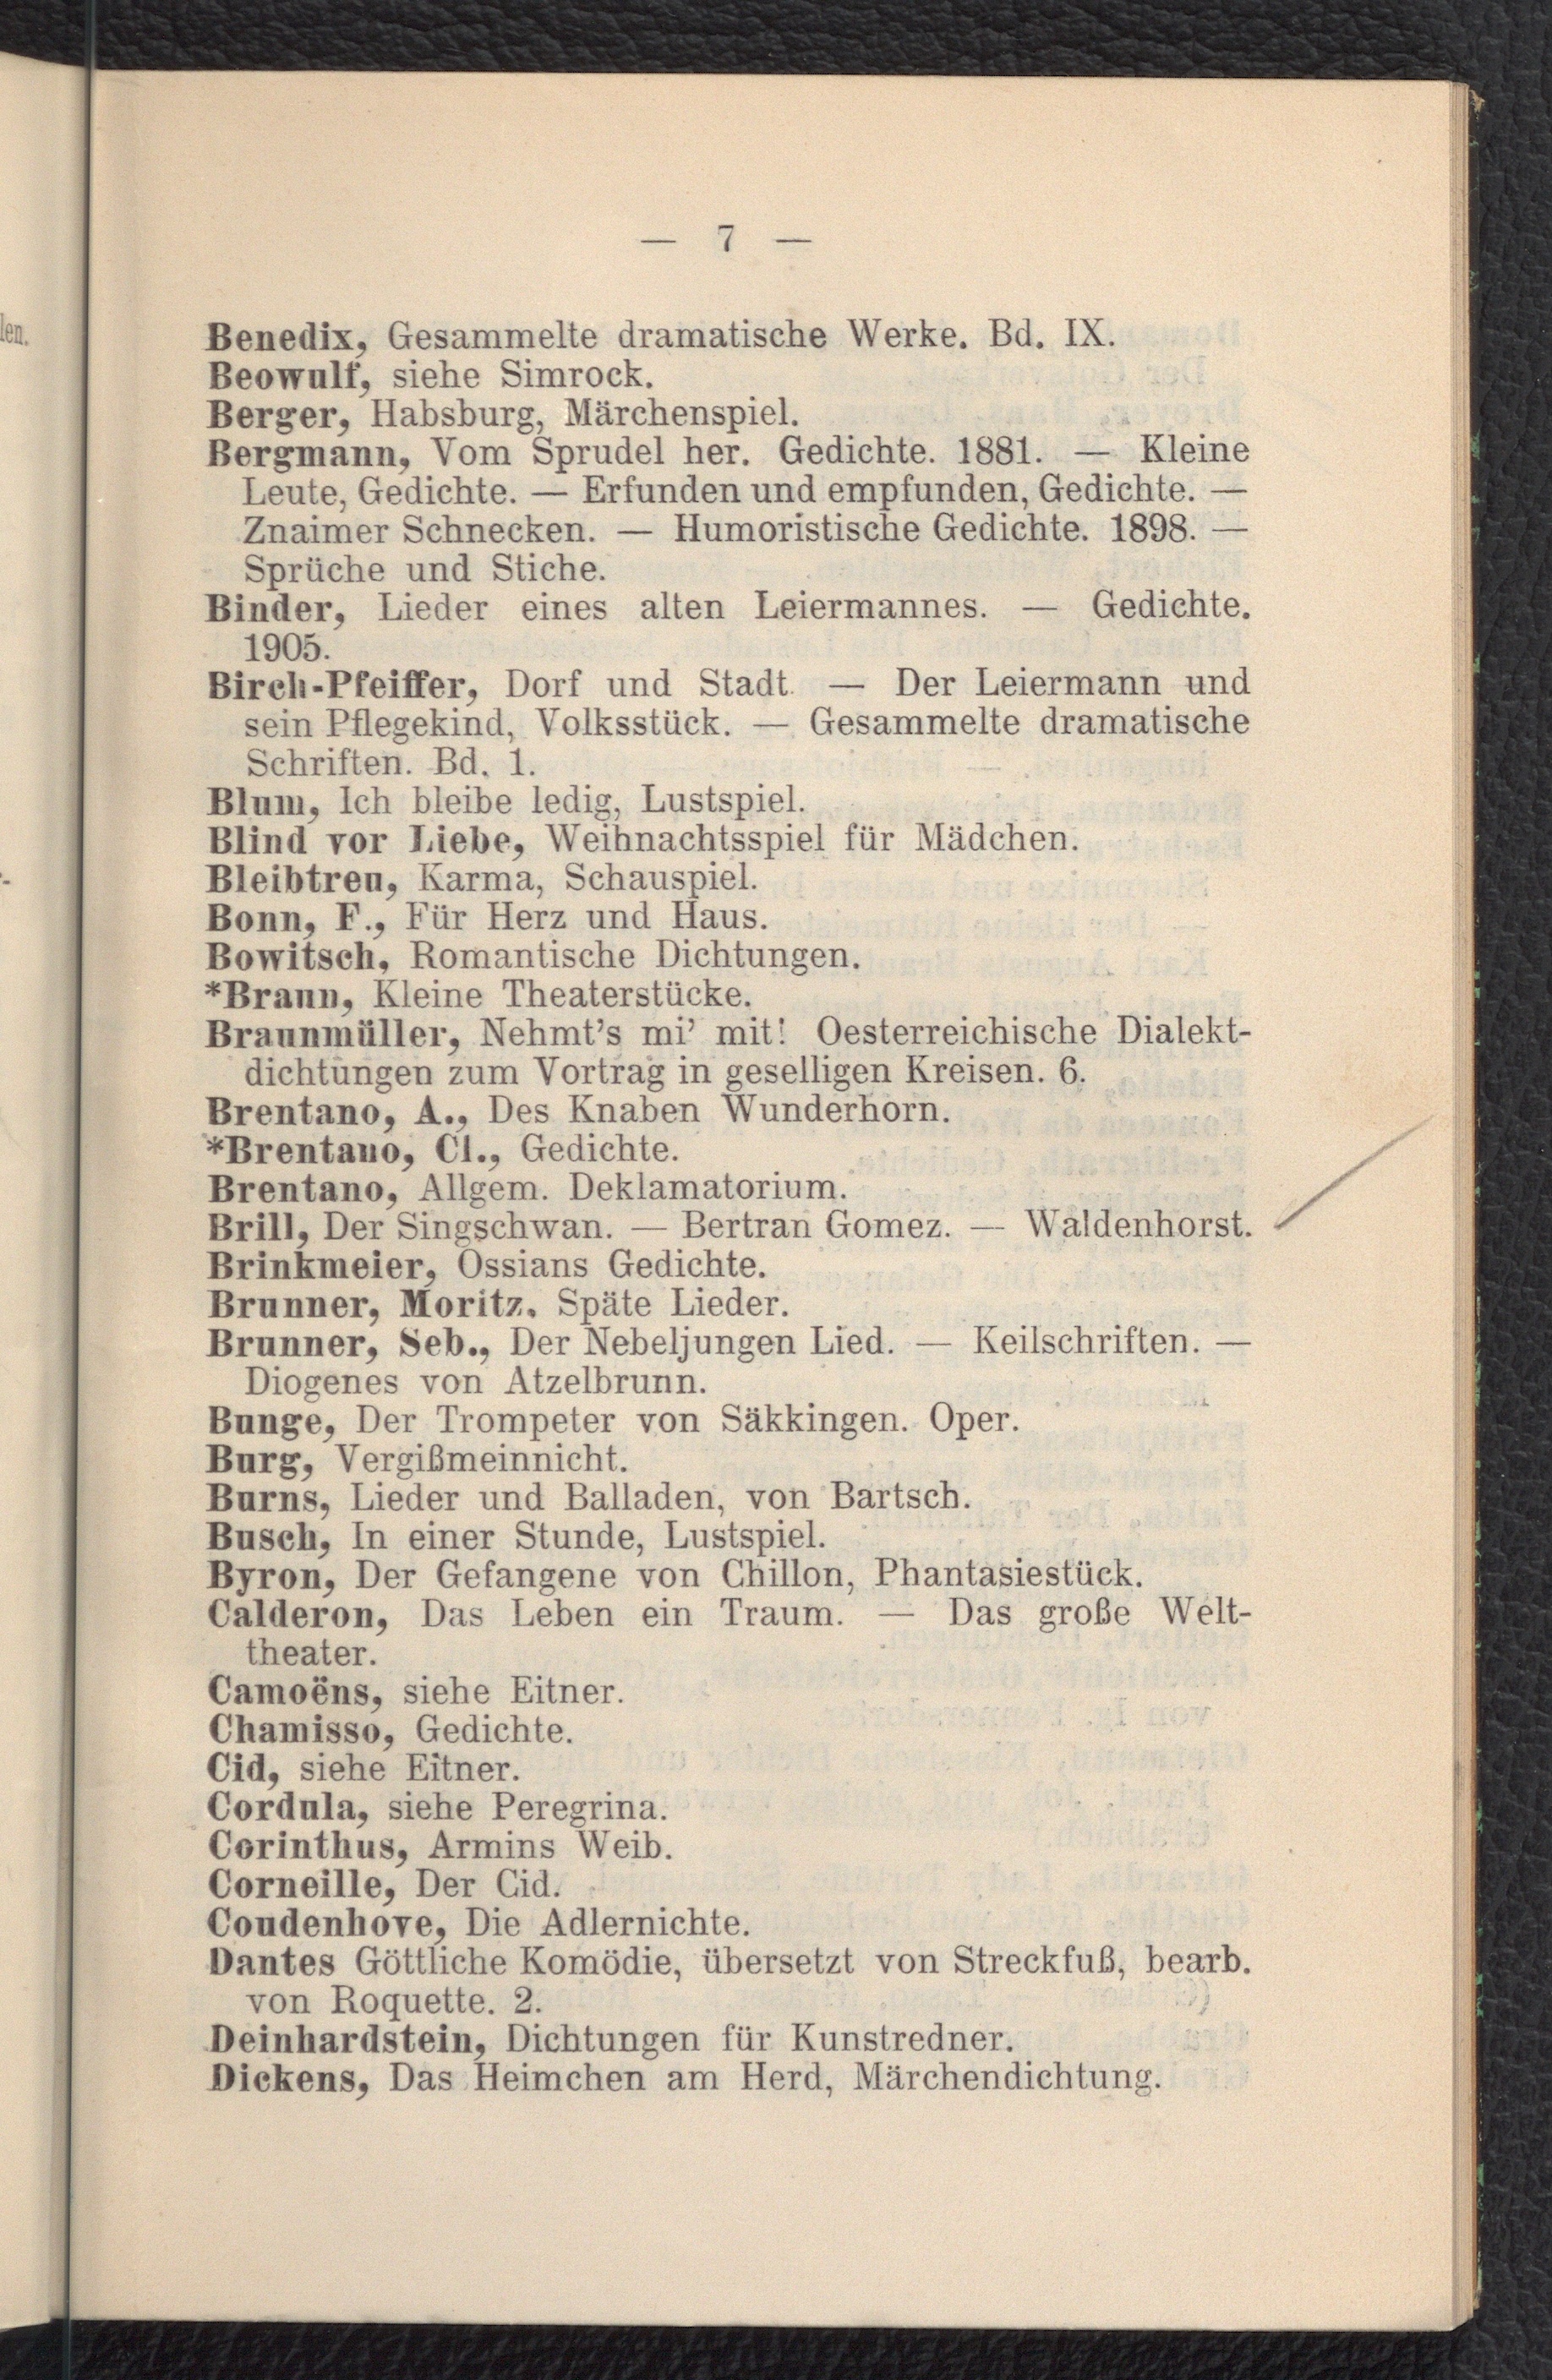 — 7 —
len.
Benedix, Gesammelte dramatische Werke. Bd. IX.
Beowulf, siehe Simrock.
Berger, Habsburg, Märchenspiel.
Bergmann, Vom Sprudel her. Gedichte. 1881. — Kleine
Leute, Gedichte. — Erfunden und empfunden, Gedichte. —
Znaimer Schnecken. — Humoristische Gedichte. 1898. —
Sprüche und Stiche.
Binder, Lieder eines alten Leiermannes. — Gedichte.
1905.
Birch-Pfeiffer, Dorf und Stadt. — Der Leiermann und
sein Pflegekind, Volksstück. — Gesammelte dramatische
Schriften. Bd. 1.
Blum, Ich bleibe ledig, Lustspiel.
Blind vor Liebe, Weihnachtsspiel für Mädchen.
Bleibtreu, Karma, Schauspiel.
Bonn, F., Für Herz und Haus.
Bowitsch, Romantische Dichtungen.
*Braun, Kleine Theaterstücke.
Braunmüller, Nehmt's mi' mit! Oesterreichische Dialekt-
dichtungen zum Vortrag in geselligen Kreisen. 6.
Brentano, A., Des Knaben Wunderhorn.
*Brentano, Cl., Gedichte.
Brentano, Allgem. Deklamatorium.
Brill, Der Singschwan. — Bertran Gomez. — Waldenhorst.
Brinkmeier, Ossians Gedichte.
Brunner, Moritz. Späte Lieder.
Brunner, Seb., Der Nebeljungen Lied. — Keilschriften. —
Diogenes von Atzelbrunn.
Bunge, Der Trompeter von Säkkingen. Oper.
Burg, Vergißmeinnicht.
Burns, Lieder und Balladen, von Bartsch.
Busch, In einer Stunde, Lustspiel.
Byron, Der Gefangene von Chillon, Phantasiestück.
Calderon, Das Leben ein Traum. — Das große Welt-
theater.
Camoëns, siehe Eitner.
Chamisso, Gedichte.
Cid, siehe Eitner.
Cordula, siehe Peregrina.
Corinthus, Armins Weib.
Corneille, Der Cid.
Coudenhove, Die Adlernichte.
Dantes Göttliche Komödie, übersetzt von Streckfuß, bearb.
von Roquette. 2.
Deinhardstein, Dichtungen für Kunstredner.
Dickens, Das Heimchen am Herd, Märchendichtung.